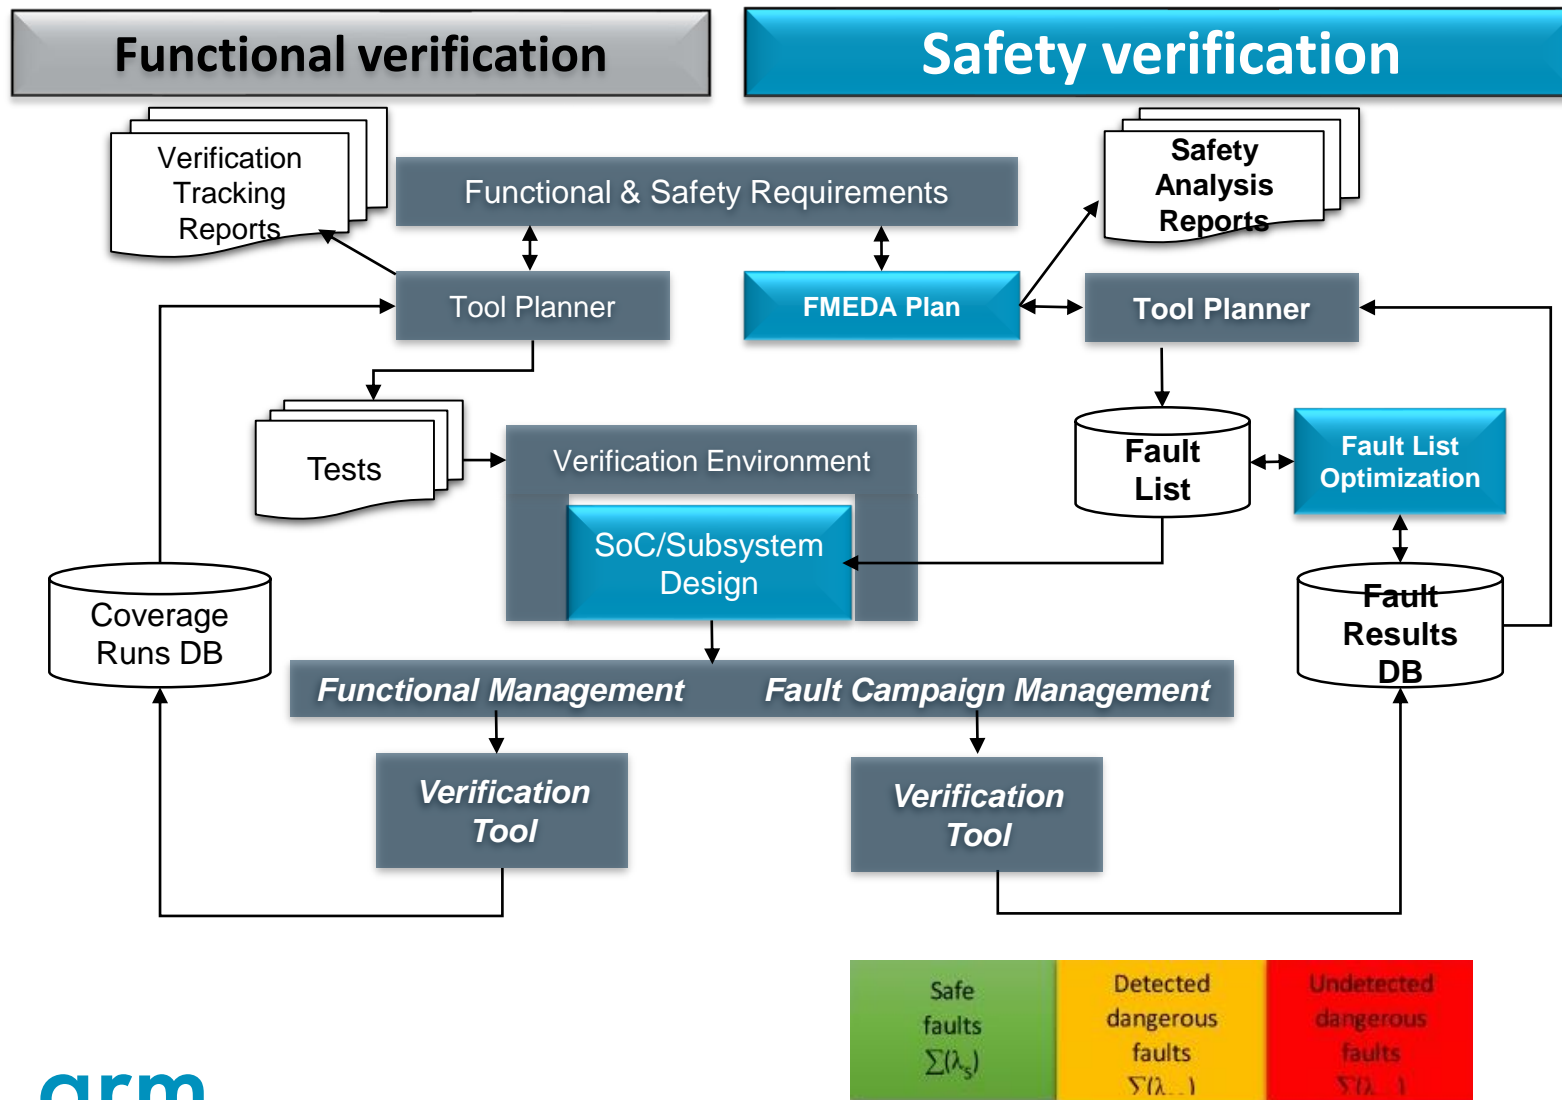 Functional verification
Safety verification
Verification
Tracking
Reports
Functional & Safety Requirements
Safety
Analysis
Reports
Tool Planner
FMEDA Plan
Tool Planner
Tests
Verification Environment
Fault
List
Fault List
Optimization
SoC/Subsystem
Design
Coverage
Runs DB
Fault
Results
DB
Functional Management
Fault Campaign Management
Verification
Tool
Verification
Tool
Safe
faults
∑(λs)
Detected
dangerous
faults
Undetected
dangerous
faults
arm